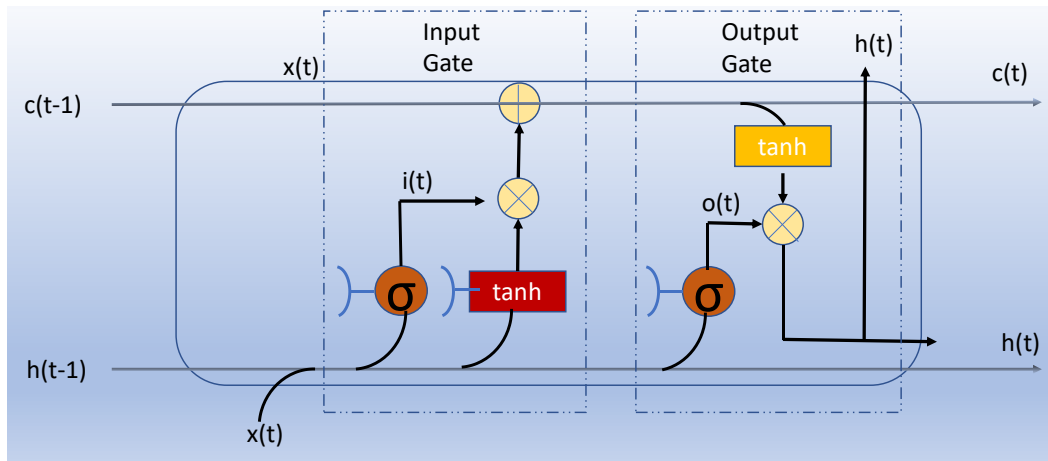 Input
Gate
Output
Gate
h(t)
x(t)
c(t)
c(t-1)
tanh
i(t)
o(t)
σ
tanh
σ
h(t-1)
h(t)
x(t)